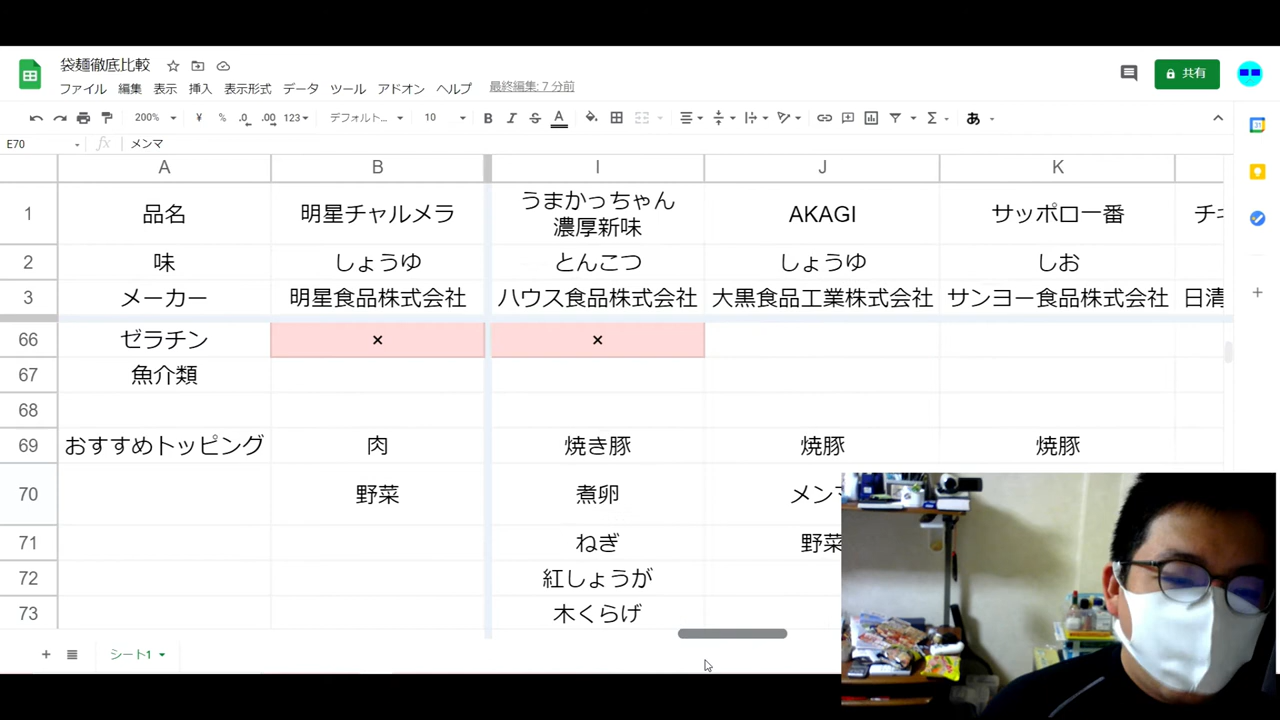 袋麺徹底比較
ファイル 編集 表示 挿入 表示形式 データ ツール アドオン ヘルプ 最終編集: 7 分前
共有
200% ¥ % .0 .00 123 デフォルト... 10 B I S A Σ あ
E70 fx メンマ
A B I J K
1 品名 明星チャルメラ うまかっちゃん 濃厚新味 AKAGI サッポロ一番 チキ
2 味 しょうゆ とんこつ しょうゆ しお
3 メーカー 明星食品株式会社 ハウス食品株式会社 大黒食品工業株式会社 サンヨー食品株式会社 日清
66 ゼラチン × ×
67 魚介類
68
69 おすすめトッピング 肉 焼き豚 焼豚 焼豚
70 野菜 煮卵 メンマ
71 ねぎ 野菜
72 紅しょうが
73 木くらげ
+ シート1